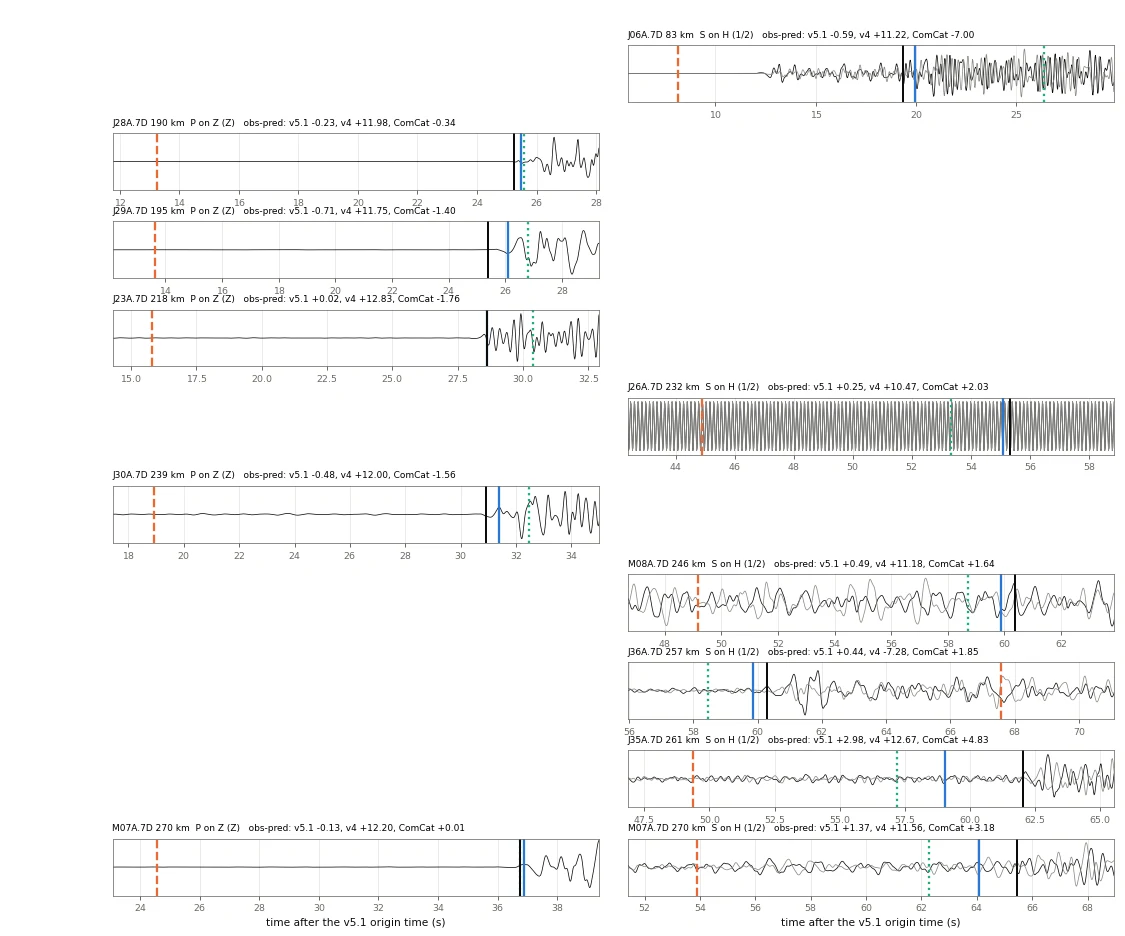 J06A.7D 83 km  S on H (1/2)   obs-pred: v5.1 -0.59, v4 +11.22, ComCat -7.00
10 15 20 25
J28A.7D 190 km  P on Z (Z)   obs-pred: v5.1 -0.23, v4 +11.98, ComCat -0.34
12 14 16 18 20 22 24 26 28
J29A.7D 195 km  P on Z (Z)   obs-pred: v5.1 -0.71, v4 +11.75, ComCat -1.40
14 16 18 20 22 24 26 28
J23A.7D 218 km  P on Z (Z)   obs-pred: v5.1 +0.02, v4 +12.83, ComCat -1.76
15.0 17.5 20.0 22.5 25.0 27.5 30.0 32.5
J26A.7D 232 km  S on H (1/2)   obs-pred: v5.1 +0.25, v4 +10.47, ComCat +2.03
44 46 48 50 52 54 56 58
J30A.7D 239 km  P on Z (Z)   obs-pred: v5.1 -0.48, v4 +12.00, ComCat -1.56
18 20 22 24 26 28 30 32 34
M08A.7D 246 km  S on H (1/2)   obs-pred: v5.1 +0.49, v4 +11.18, ComCat +1.64
48 50 52 54 56 58 60 62
J36A.7D 257 km  S on H (1/2)   obs-pred: v5.1 +0.44, v4 -7.28, ComCat +1.85
56 58 60 62 64 66 68 70
J35A.7D 261 km  S on H (1/2)   obs-pred: v5.1 +2.98, v4 +12.67, ComCat +4.83
47.5 50.0 52.5 55.0 57.5 60.0 62.5 65.0
M07A.7D 270 km  P on Z (Z)   obs-pred: v5.1 -0.13, v4 +12.20, ComCat +0.01
24 26 28 30 32 34 36 38
time after the v5.1 origin time (s)
M07A.7D 270 km  S on H (1/2)   obs-pred: v5.1 +1.37, v4 +11.56, ComCat +3.18
52 54 56 58 60 62 64 66 68
time after the v5.1 origin time (s)